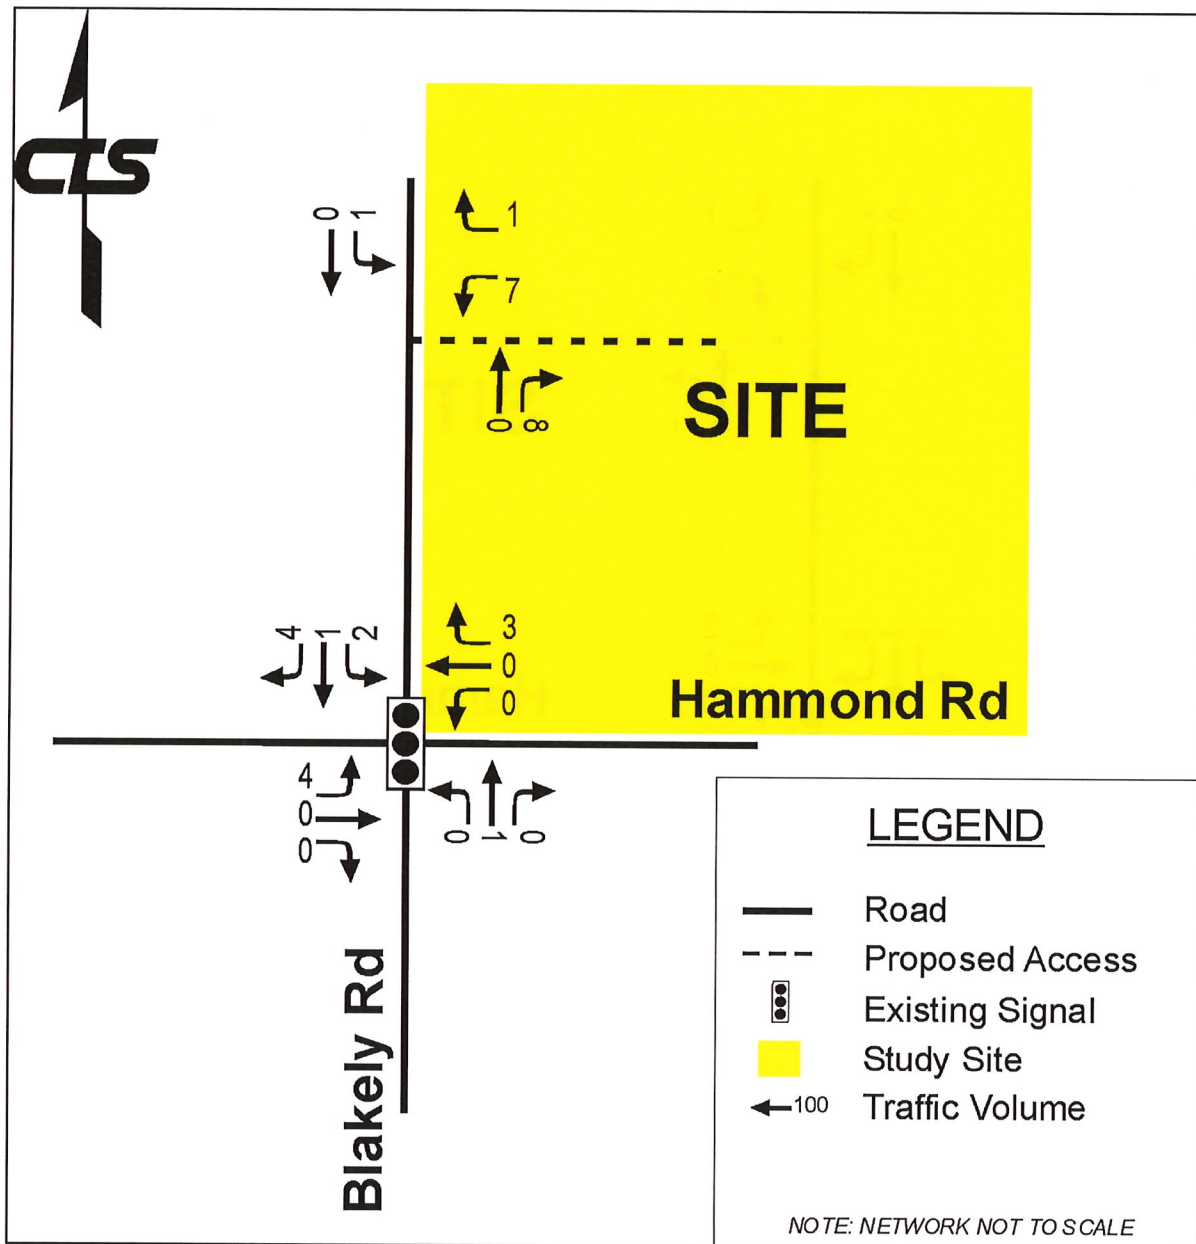 CTS
0 1
1
7
0 8
SITE
4 1 2
3
0
0
Hammond Rd
4
0
0
0 1 0
Blakely Rd
LEGEND
Road
Proposed Access
Existing Signal
Study Site
100 Traffic Volume
NOTE: NETWORK NOT TO SCALE